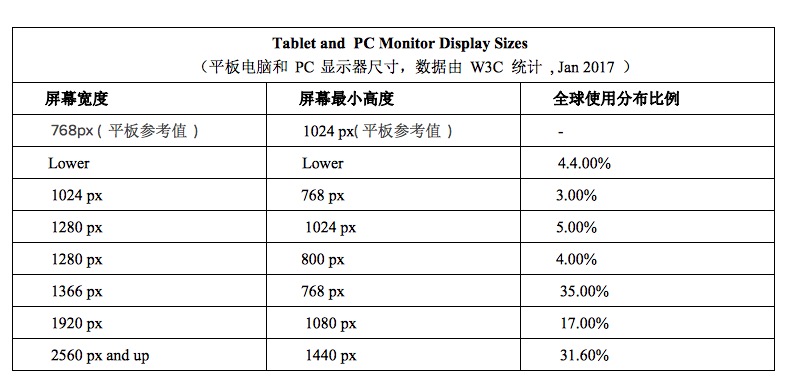 Tablet and PC Monitor Display Sizes
（平板电脑和 PC 显示器尺寸，数据由 W3C 统计 , Jan 2017 ）
屏幕宽度 屏幕最小高度 全球使用分布比例
768px ( 平板参考值 ) 1024 px( 平板参考值 ) -
Lower Lower 4.4.00%
1024 px 768 px 3.00%
1280 px 1024 px 5.00%
1280 px 800 px 4.00%
1366 px 768 px 35.00%
1920 px 1080 px 17.00%
2560 px and up 1440 px 31.60%